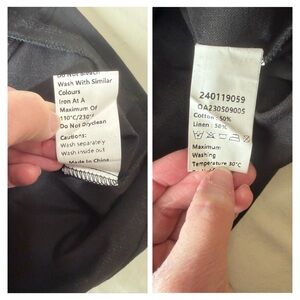 Do Not Bleach
Wash With Similar
Colours
Iron At A
Maximum Of
110°C/230°F
Do Not Dryclean
Cautions:
Wash separately
Wash inside out
Made In China
240119059
OA230509005
Cotton: 50%
Linen: 50%
Maximum
Washing
Temperature 30°C